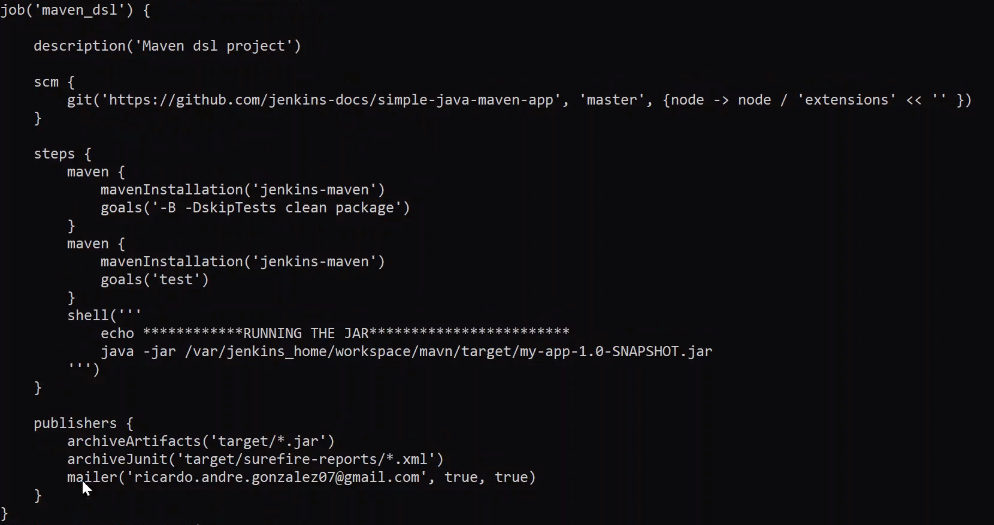 job('maven_dsl') {
description('Maven dsl project')
scm {
git('https://github.com/jenkins-docs/simple-java-maven-app', 'master', {node -> node / 'extensions' << '' })
}
steps {
maven {
mavenInstallation('jenkins-maven')
goals('-B -DskipTests clean package')
}
maven {
mavenInstallation('jenkins-maven')
goals('test')
}
shell('''
echo ************RUNNING THE JAR************************
java -jar /var/jenkins_home/workspace/mavn/target/my-app-1.0-SNAPSHOT.jar
''')
}
publishers {
archiveArtifacts('target/*.jar')
archiveJunit('target/surefire-reports/*.xml')
mailer('ricardo.andre.gonzalez07@gmail.com', true, true)
}
}